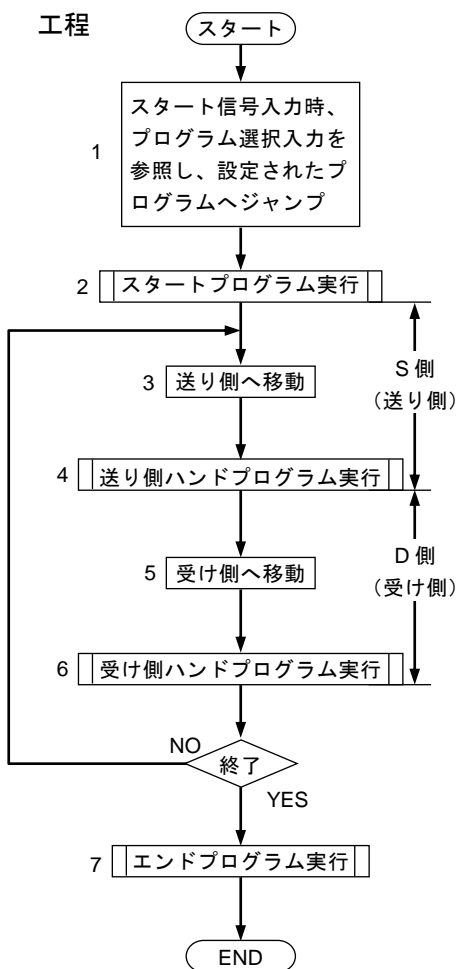 工程
スタート
1
スタート信号入力時、
プログラム選択入力を
参照し、設定されたプ
ログラムへジャンプ
2
スタートプログラム実行
3
送り側へ移動
S側
(送り側)
4
送り側ハンドプログラム実行
5
受け側へ移動
D側
(受け側)
6
受け側ハンドプログラム実行
NO
終了
YES
7
エンドプログラム実行
END